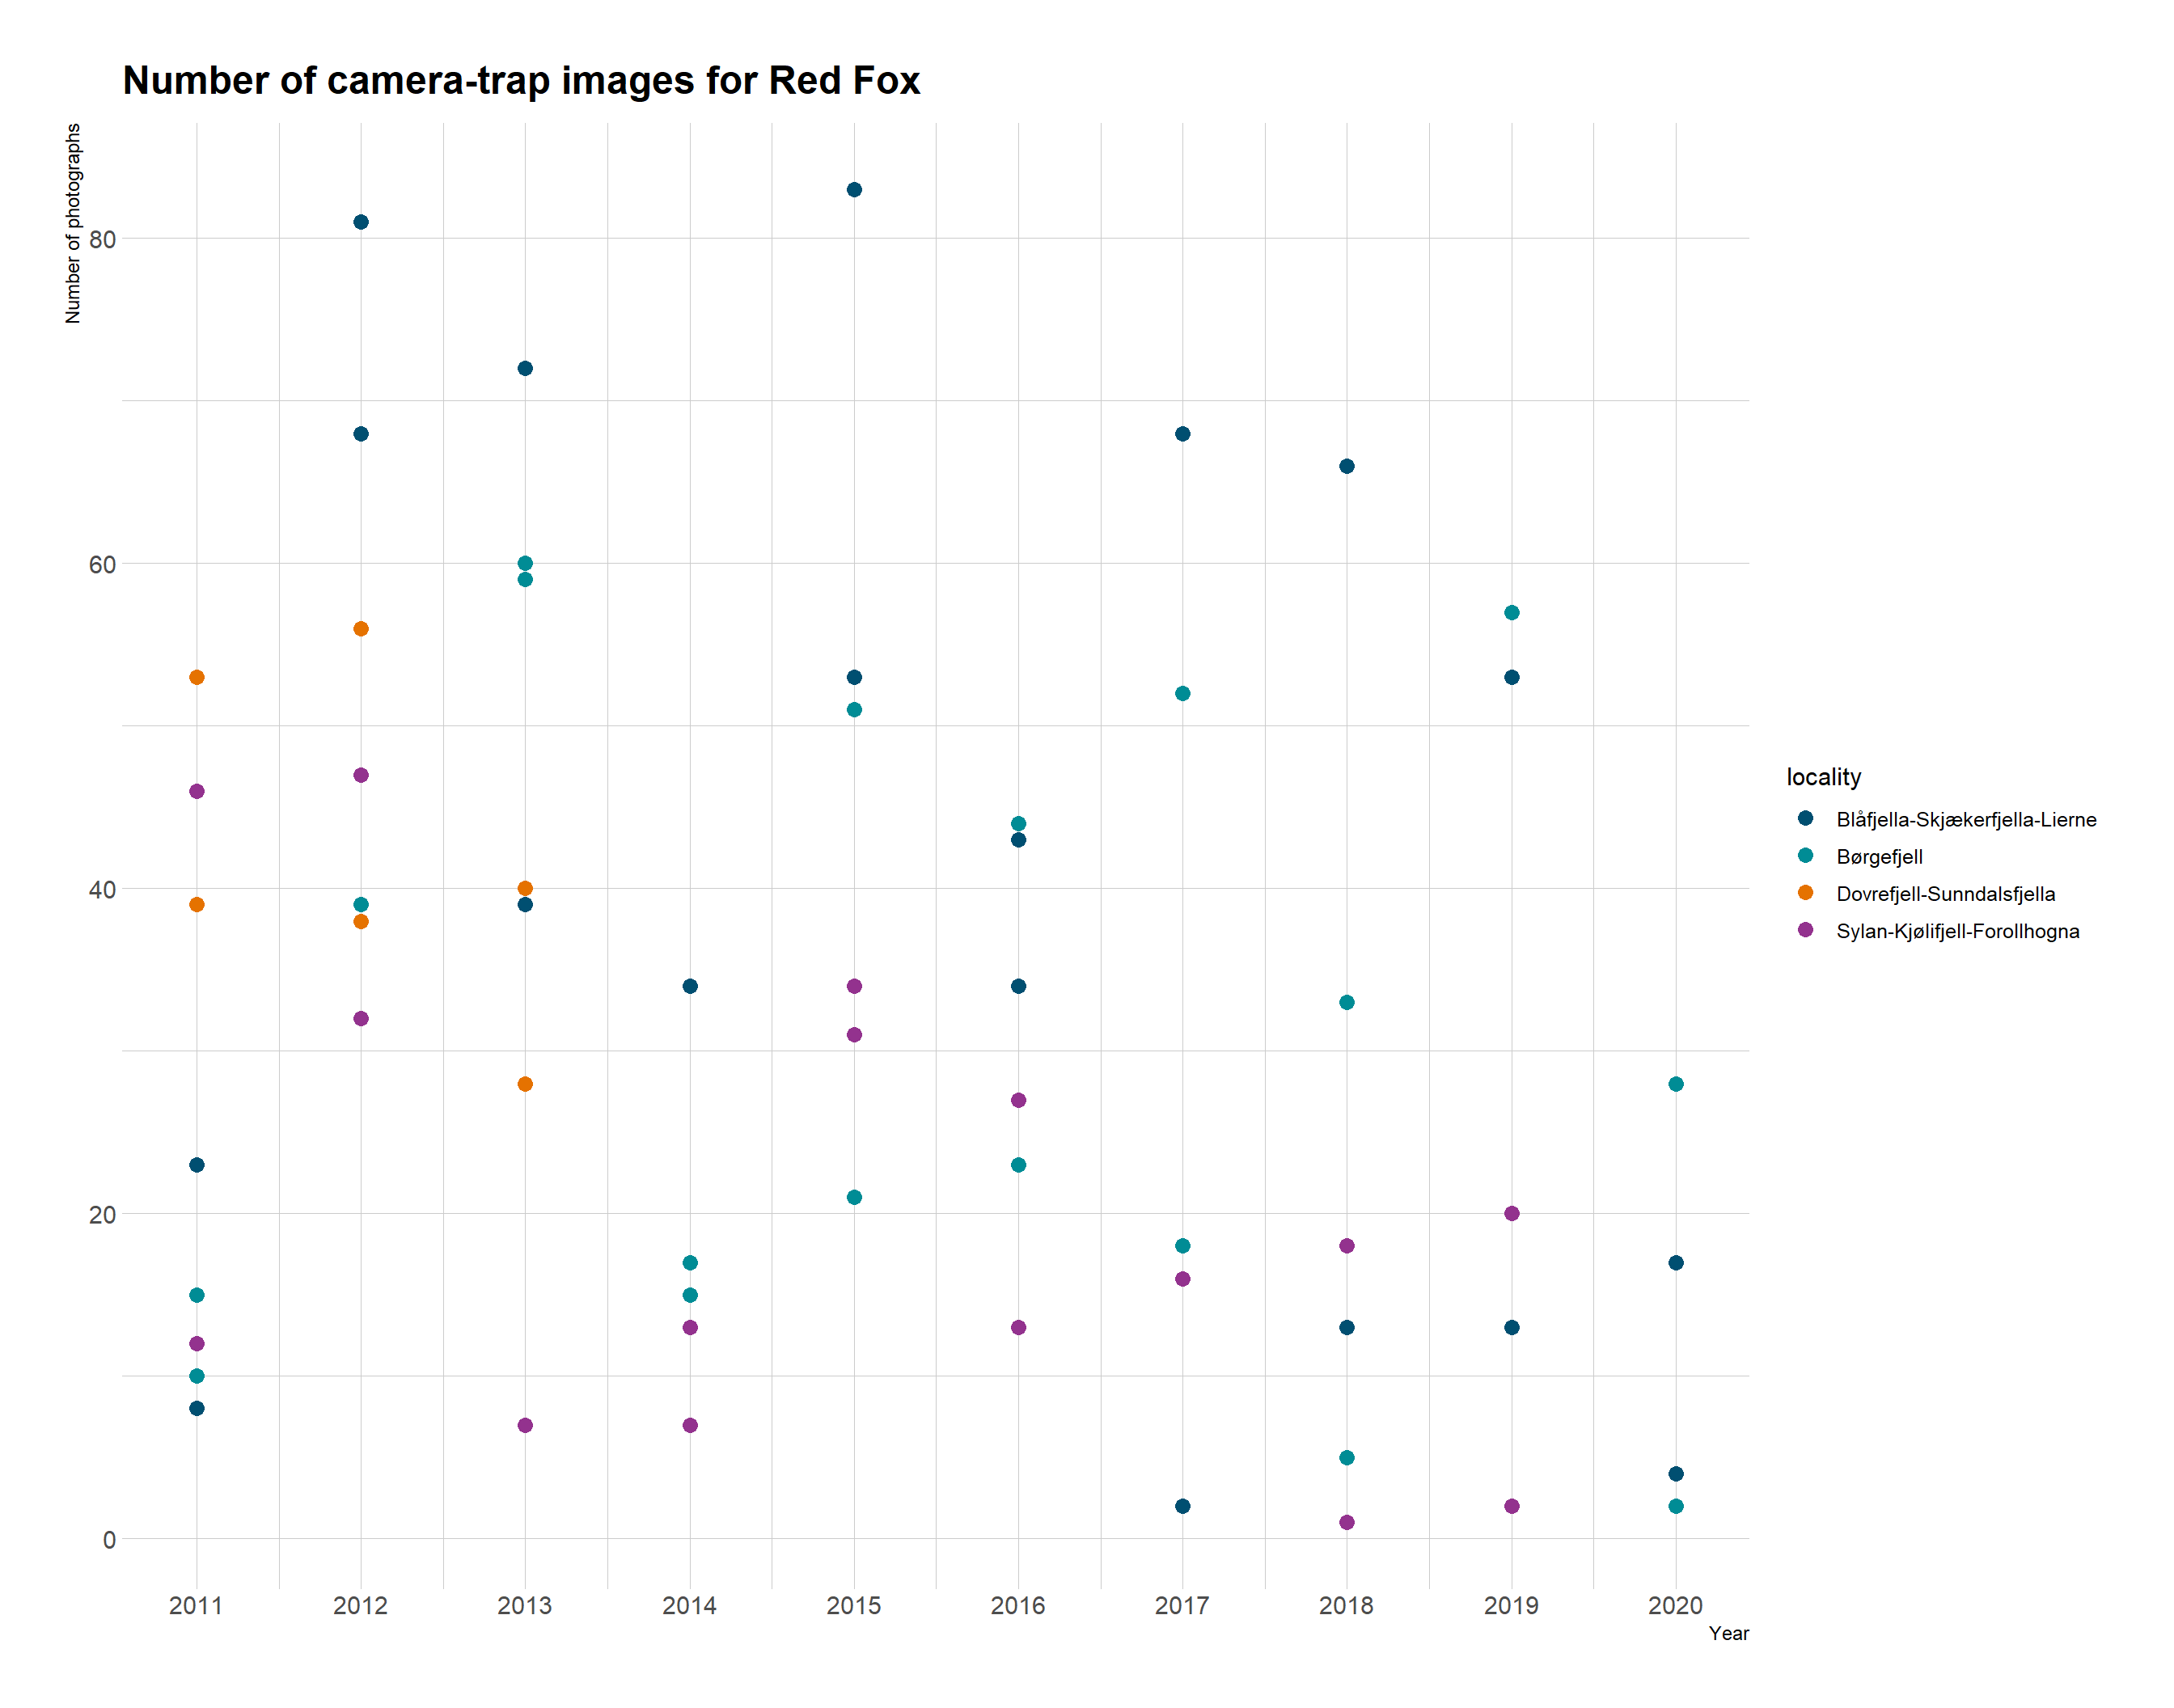 Number of camera-trap images for Red Fox
Number of photographs
80
60
40
20
0
2011 2012 2013 2014 2015 2016 2017 2018 2019 2020
Year
locality
Blåfjella-Skjækerfjella-Lierne
Børgefjell
Dovrefjell-Sunndalsfjella
Sylan-Kjølifjell-Forollhogna